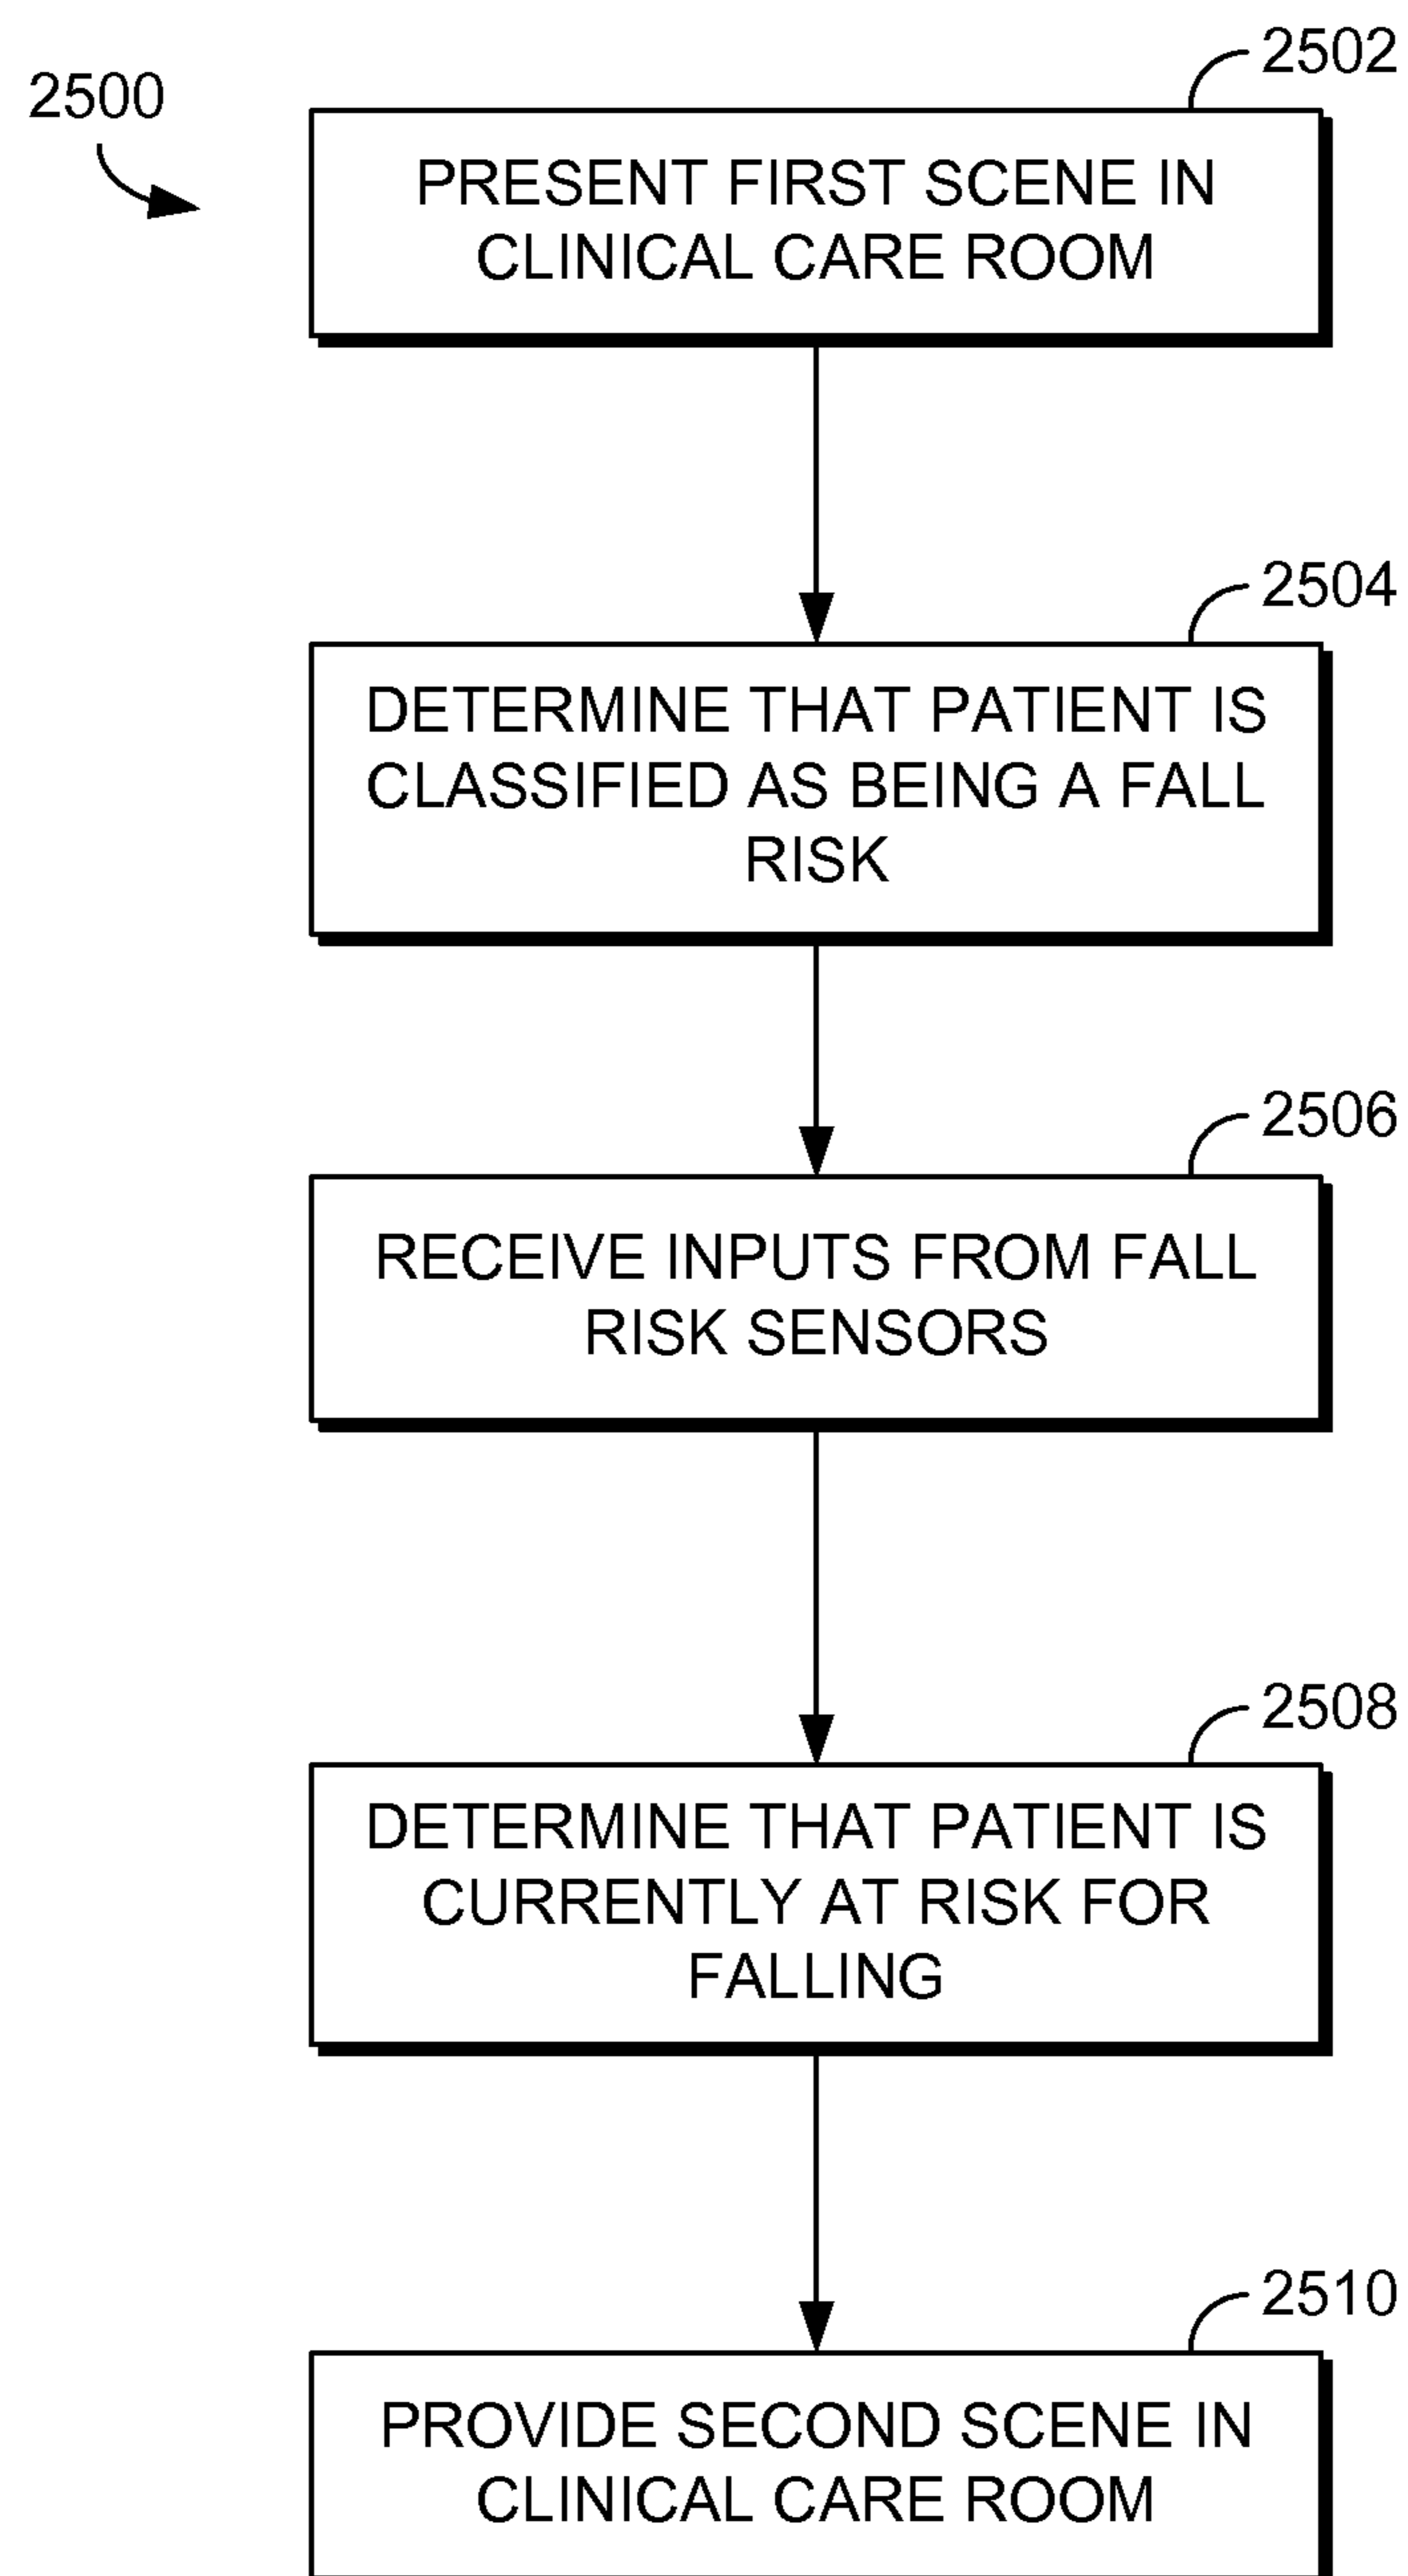 2500
2502
PRESENT FIRST SCENE IN
CLINICAL CARE ROOM
2504
DETERMINE THAT PATIENT IS
CLASSIFIED AS BEING A FALL
RISK
2506
RECEIVE INPUTS FROM FALL
RISK SENSORS
2508
DETERMINE THAT PATIENT IS
CURRENTLY AT RISK FOR
FALLING
2510
PROVIDE SECOND SCENE IN
CLINICAL CARE ROOM